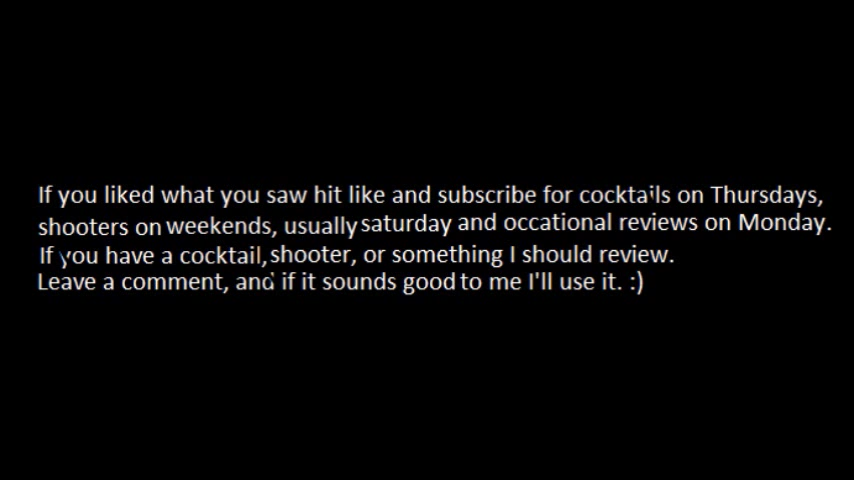 If you liked what you saw hit like and subscribe for cocktails on Thursdays,
shooters on weekends, usually saturday and occational reviews on Monday.
If you have a cocktail, shooter, or something I should review.
Leave a comment, and if it sounds good to me I'll use it. :)